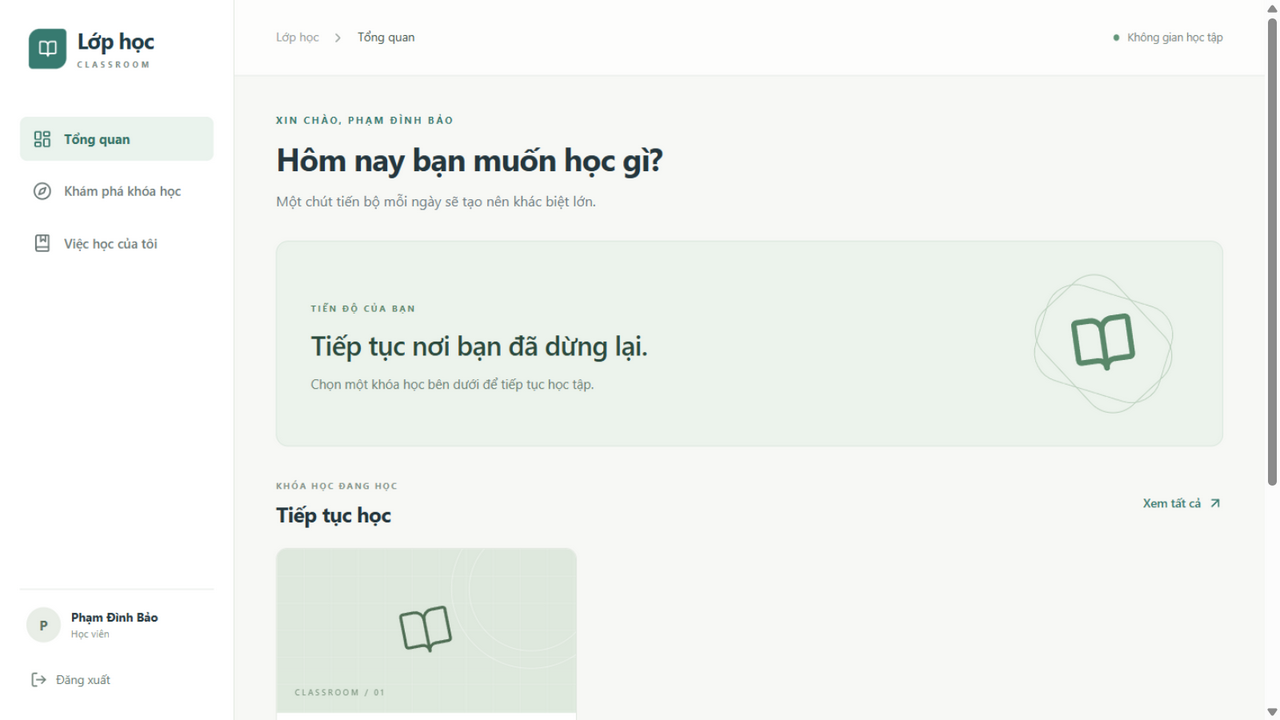 Lớp học
CLASSROOM
Tổng quan
Khám phá khóa học
Việc học của tôi
P
Phạm Đình Bảo
Học viên
Đăng xuất
Lớp học > Tổng quan
Không gian học tập
XIN CHÀO, PHẠM ĐÌNH BẢO
Hôm nay bạn muốn học gì?
Một chút tiến bộ mỗi ngày sẽ tạo nên khác biệt lớn.
TIẾN ĐỘ CỦA BẠN
Tiếp tục nơi bạn đã dừng lại.
Chọn một khóa học bên dưới để tiếp tục học tập.
KHÓA HỌC ĐANG HỌC
Tiếp tục học
Xem tất cả
CLASSROOM / 01